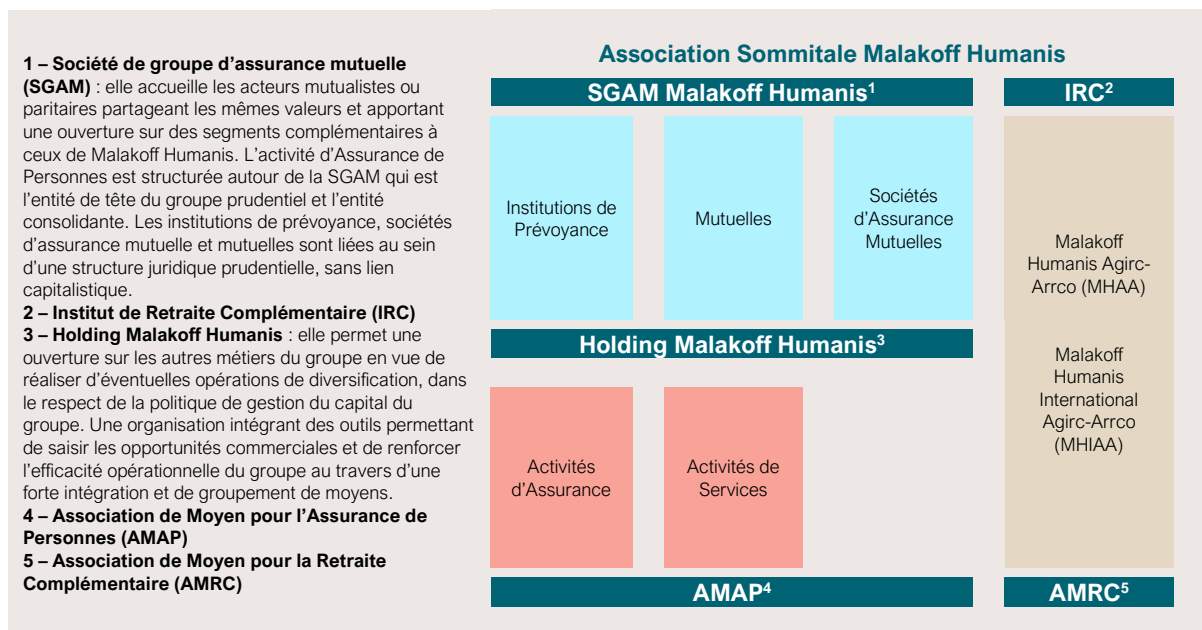 1 – Société de groupe d'assurance mutuelle
(SGAM) : elle accueille les acteurs mutualistes ou
paritaires partageant les mêmes valeurs et apportant
une ouverture sur des segments complémentaires à
ceux de Malakoff Humanis. L'activité d'Assurance de
Personnes est structurée autour de la SGAM qui est
l'entité de tête du groupe prudentiel et l'entité
consolidante. Les institutions de prévoyance, sociétés
d'assurance mutuelle et mutuelles sont liées au sein
d'une structure juridique prudentielle, sans lien
capitalistique.
2 – Institut de Retraite Complémentaire (IRC)
3 – Holding Malakoff Humanis : elle permet une
ouverture sur les autres métiers du groupe en vue de
réaliser d'éventuelles opérations de diversification, dans
le respect de la politique de gestion du capital du
groupe. Une organisation intégrant des outils permettant
de saisir les opportunités commerciales et de renforcer
l'efficacité opérationnelle du groupe au travers d'une
forte intégration et de groupement de moyens.
4 – Association de Moyen pour l'Assurance de
Personnes (AMAP)
5 – Association de Moyen pour la Retraite
Complémentaire (AMRC)
Association Sommitale Malakoff Humanis
SGAM Malakoff Humanis¹
IRC²
Institutions de
Prévoyance
Mutuelles
Sociétés
d'Assurance
Mutuelles
Malakoff
Humanis Agirc-
Arrco (MHAA)
Malakoff
Humanis
International
Agirc-Arrco
(MHIAA)
Holding Malakoff Humanis³
Activités
d'Assurance
Activités de
Services
AMAP⁴
AMRC⁵